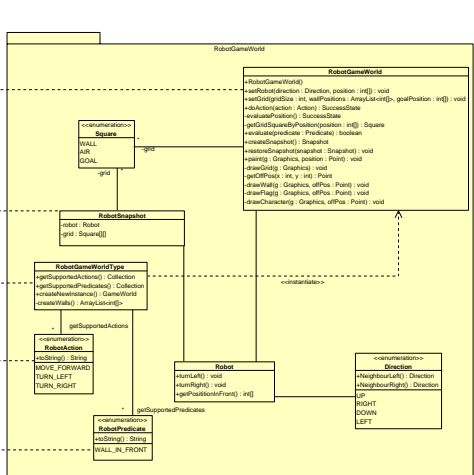 RobotGameWorld
RobotGameWorld
+RobotGameWorld()
+setRobot(direction : Direction, position : int[]) : void
+setGrid(gridSize : int, wallPositions : ArrayList<int[]>, goalPosition : int[]) : void
+doAction(action : Action) : SuccessState
-evaluatePosition() : SuccessState
-getGridSquareByPosition(position : int[]) : Square
+evaluate(predicate : Predicate) : boolean
+createSnapshot() : Snapshot
+restoreSnapshot(snapshot : Snapshot) : void
+paint(g : Graphics, position : Point) : void
-drawGrid(g : Graphics) : void
-getOffPos(x : int, y : int) : Point
-drawWall(g : Graphics, offPos : Point) : void
-drawFlag(g : Graphics, offPos : Point) : void
-drawCharacter(g : Graphics, offPos : Point) : void
<<enumeration>>
Square
WALL
AIR
GOAL
*
-grid
-grid
*
RobotSnapshot
-robot : Robot
-grid : Square[][]
RobotGameWorldType
+getSupportedActions() : Collection
+getSupportedPredicates() : Collection
+createNewInstance() : GameWorld
-createWalls() : ArrayList<int[]>
<<instantiate>>
getSupportedActions
*
<<enumeration>>
RobotAction
+toString() : String
MOVE_FORWARD
TURN_LEFT
TURN_RIGHT
Robot
+turnLeft() : void
+turnRight() : void
+getPosititionInFront() : int[]
<<enumeration>>
Direction
+NeighbourLeft() : Direction
+NeighbourRight() : Direction
UP
RIGHT
DOWN
LEFT
*
getSupportedPredicates
<<enumeration>>
RobotPredicate
+toString() : String
WALL_IN_FRONT